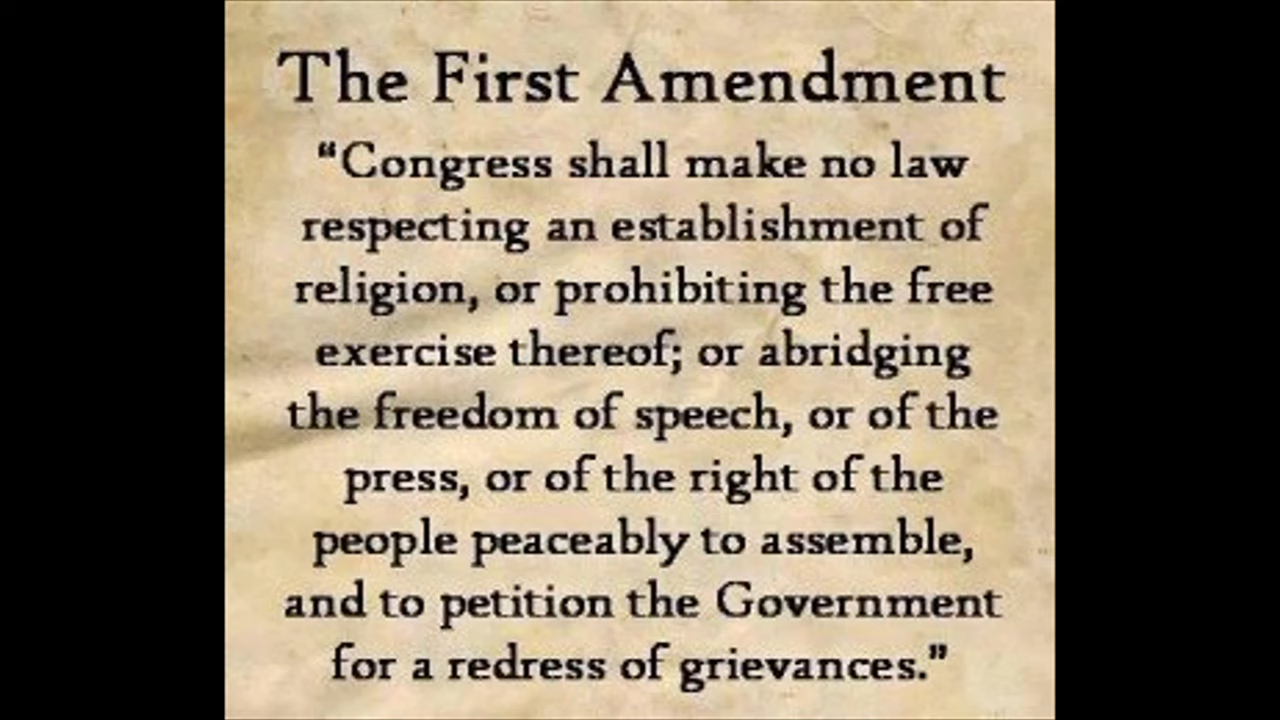 The First Amendment
“Congress shall make no law
respecting an establishment of
religion, or prohibiting the free
exercise thereof; or abridging
the freedom of speech, or of the
press, or of the right of the
people peaceably to assemble,
and to petition the Government
for a redress of grievances.”